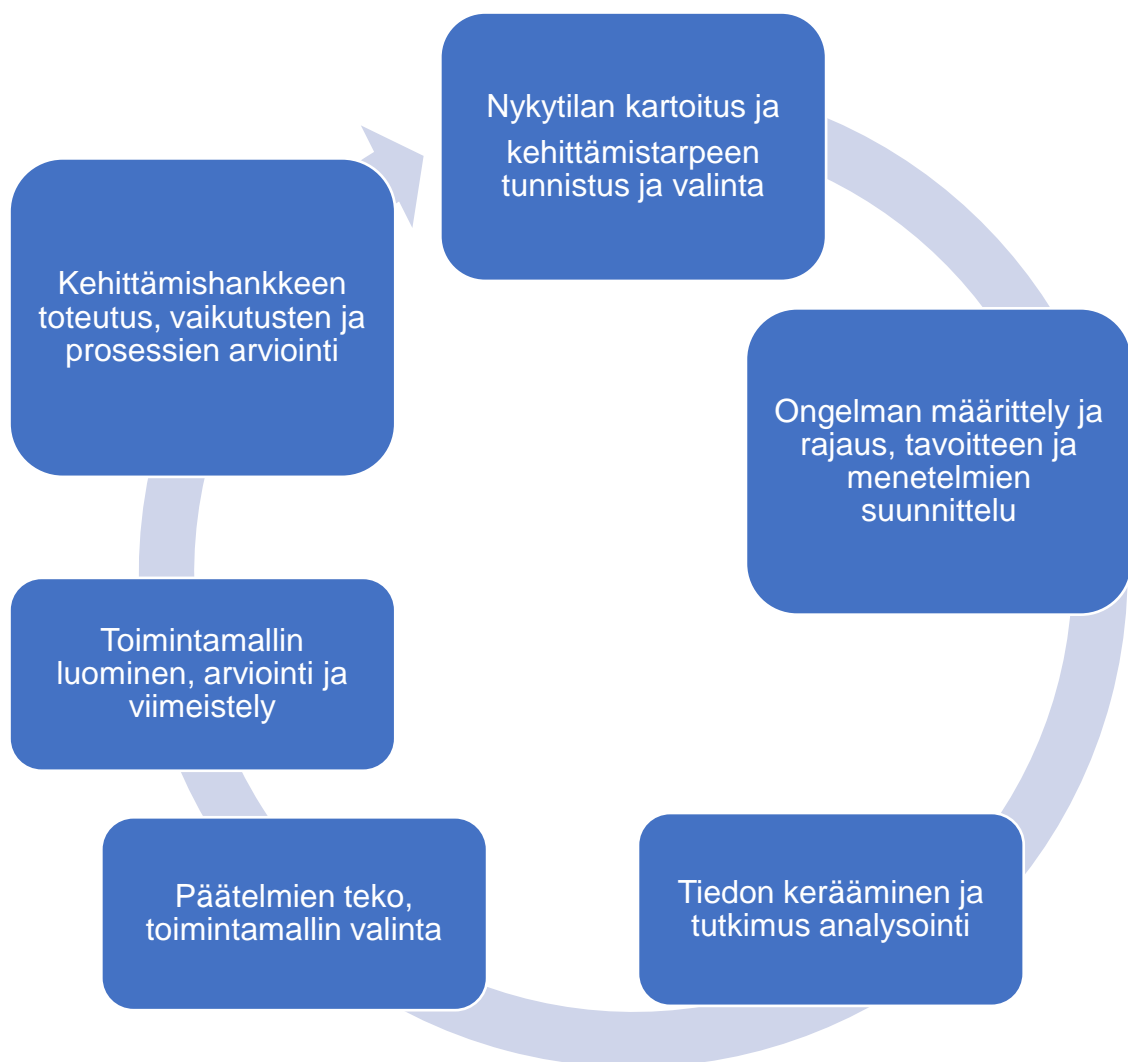 Nykytilan kartoitus ja
kehittämistarpeen
tunnistus ja valinta
Ongelman määrittely ja
rajaus, tavoitteen ja
menetelmien
suunnittelu
Tiedon kerääminen ja
tutkimus analysointi
Päätelmien teko,
toimintamallin valinta
Toimintamallin
luominen, arviointi ja
viimeistely
Kehittämishankkeen
toteutus, vaikutusten ja
prosessien arviointi